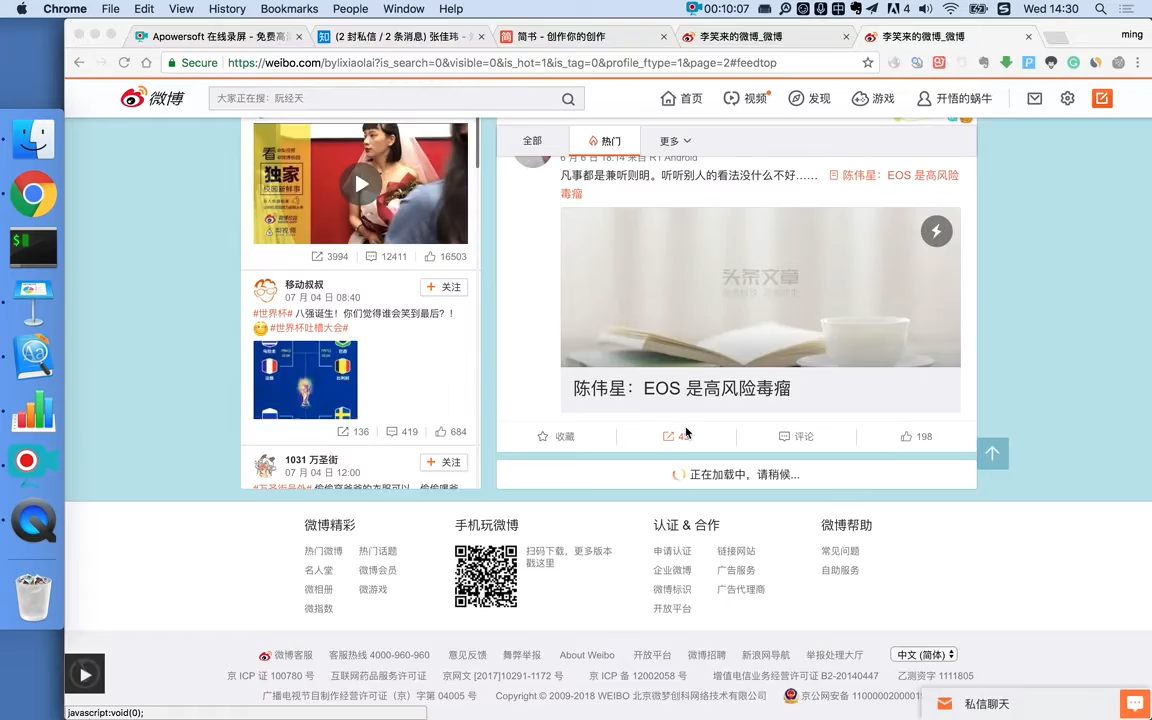 Chrome File Edit View History Bookmarks People Window Help 00:10:07 4 Wed 14:30
Apowersoft 在线录屏 - 免费高清
(2 封私信 / 2 条消息) 张佳玮 -
简书 - 创作你的创作
李笑来的微博_微博
李笑来的微博_微博
ming
Secure https://weibo.com/bylixiaolai?is_search=0&visible=0&is_hot=1&is_tag=0&profile_ftype=1&page=2#feedtop
微博
大家正在搜：阮经天
首页 视频 发现 游戏 开悟的蜗牛
全部 热门 更多
看
独家
3994 12411 16503
移动叔叔
07 月 04 日 08:40
+ 关注
#世界杯# 八强诞生！你们觉得谁会笑到最后？！
#世界杯吐槽大会#
136 419 684
1031 万圣街
07 月 04 日 12:00
+ 关注
6 月 6 日 18:14 来自 R1 Android
凡事都是兼听则明。听听别人的看法没什么不好…… 陈伟星：EOS 是高风险
毒瘤
头条文章
陈伟星：EOS 是高风险毒瘤
收藏 评论 198
正在加载中，请稍候...
微博精彩 手机玩微博 认证 & 合作 微博帮助
热门微博 热门话题 扫码下载，更多版本 申请认证 链接网站 常见问题
戳这里
名人堂 微博会员 企业微博 广告服务 自助服务
微相册 微游戏 微博标识 广告代理商
微指数 开放平台
微博客服 客服热线 4000-960-960 意见反馈 舞弊举报 About Weibo 开放平台 微博招聘 新浪网导航 举报处理大厅 中文 (简体)
京 ICP 证 100780 号 互联网药品服务许可证 京网文 [2017]10291-1172 号 京 ICP 备 12002058 号 增值电信业务经营许可证 B2-20140447 乙测资字 1111805
广播电视节目制作经营许可证（京）字第 04005 号 Copyright © 2009-2018 WEIBO 北京微梦创科网络技术有限公司 京公网安备 11000002000019
私信聊天
javascript:void(0);